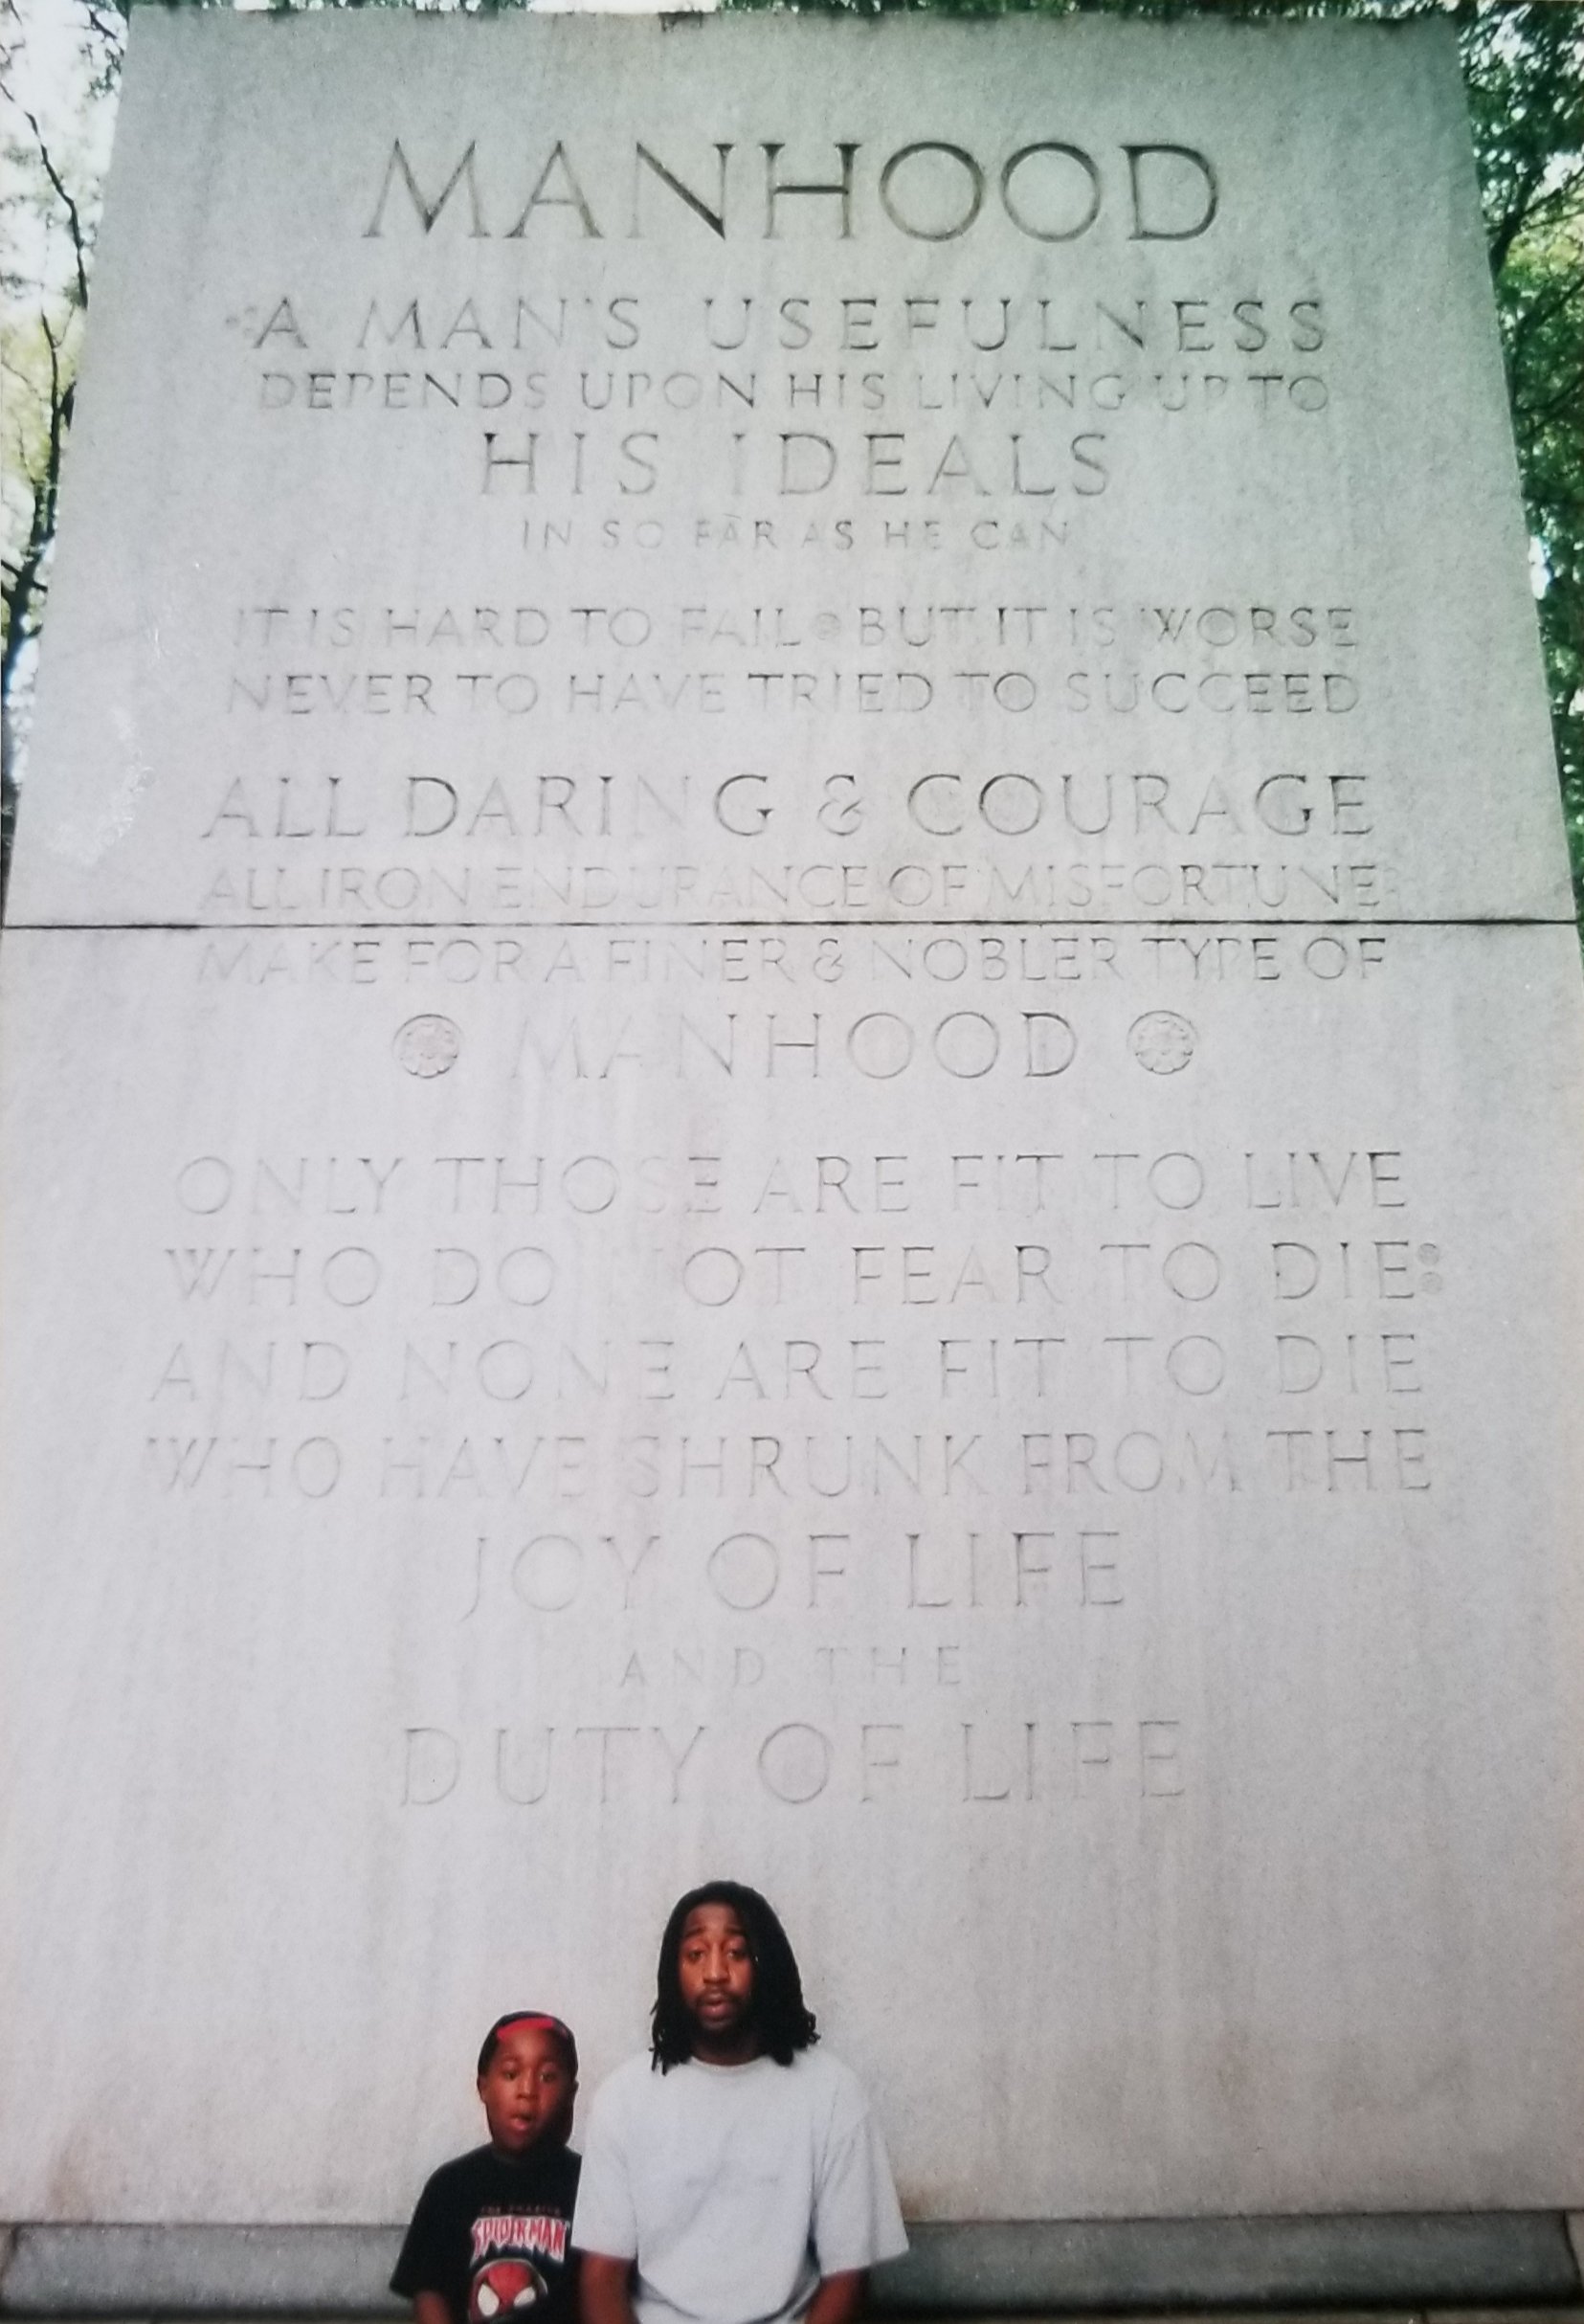 MANHOOD
A MAN'S USEFULNESS
DEPENDS UPON HIS LIVING UP TO
HIS IDEALS
IN SO FAR AS HE CAN
IT IS HARD TO FAIL • BUT IT IS WORSE
NEVER TO HAVE TRIED TO SUCCEED
ALL DARING & COURAGE
ALL IRON ENDURANCE OF MISFORTUNE
MAKE FOR A FINER & NOBLER TYPE OF
MANHOOD
ONLY THOSE ARE FIT TO LIVE
WHO DO NOT FEAR TO DIE:
AND NONE ARE FIT TO DIE
WHO HAVE SHRUNK FROM THE
JOY OF LIFE
AND THE
DUTY OF LIFE
SPIDER-MAN